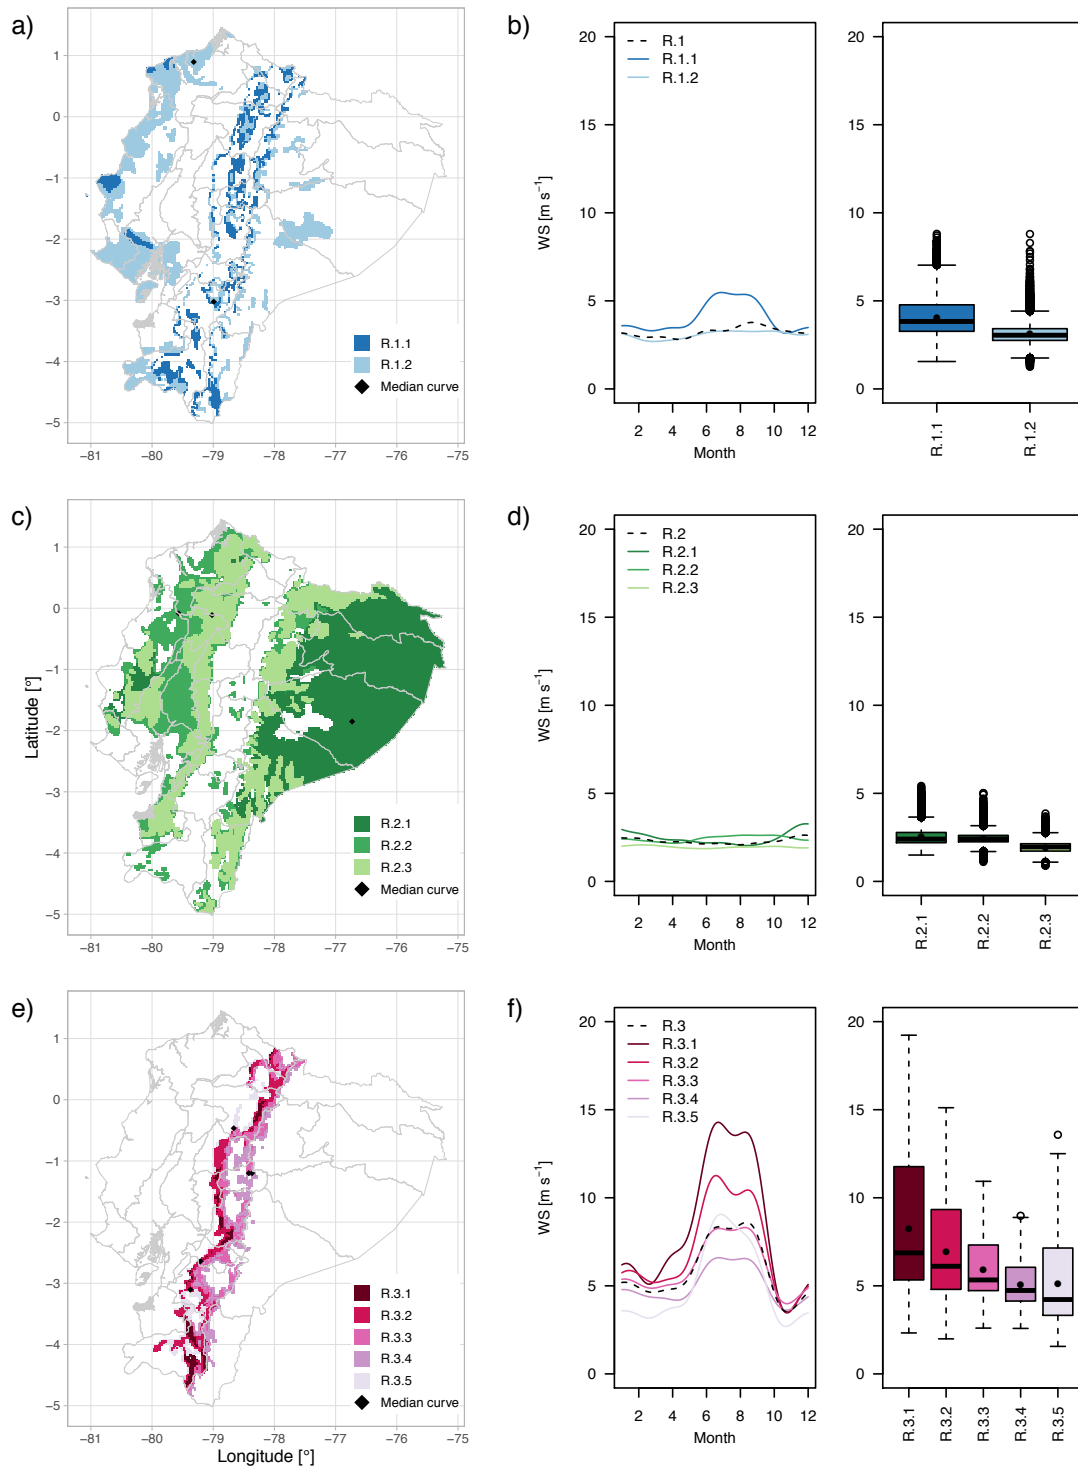 a)
1
0
−1
−2
−3
−4
−5
−81 −80 −79 −78 −77 −76 −75
R.1.1
R.1.2
Median curve
b)
WS [m s⁻¹]
20
15
10
5
0
R.1
R.1.1
R.1.2
2 4 6 8 10 12
Month
20
15
10
5
0
R.1.1
R.1.2
c)
Latitude [°]
1
0
−1
−2
−3
−4
−5
−81 −80 −79 −78 −77 −76 −75
R.2.1
R.2.2
R.2.3
Median curve
d)
WS [m s⁻¹]
20
15
10
5
0
R.2
R.2.1
R.2.2
R.2.3
2 4 6 8 10 12
Month
20
15
10
5
0
R.2.1
R.2.2
R.2.3
e)
1
0
−1
−2
−3
−4
−5
−81 −80 −79 −78 −77 −76 −75
Longitude [°]
R.3.1
R.3.2
R.3.3
R.3.4
R.3.5
Median curve
f)
WS [m s⁻¹]
20
15
10
5
0
R.3
R.3.1
R.3.2
R.3.3
R.3.4
R.3.5
2 4 6 8 10 12
Month
20
15
10
5
0
R.3.1
R.3.2
R.3.3
R.3.4
R.3.5